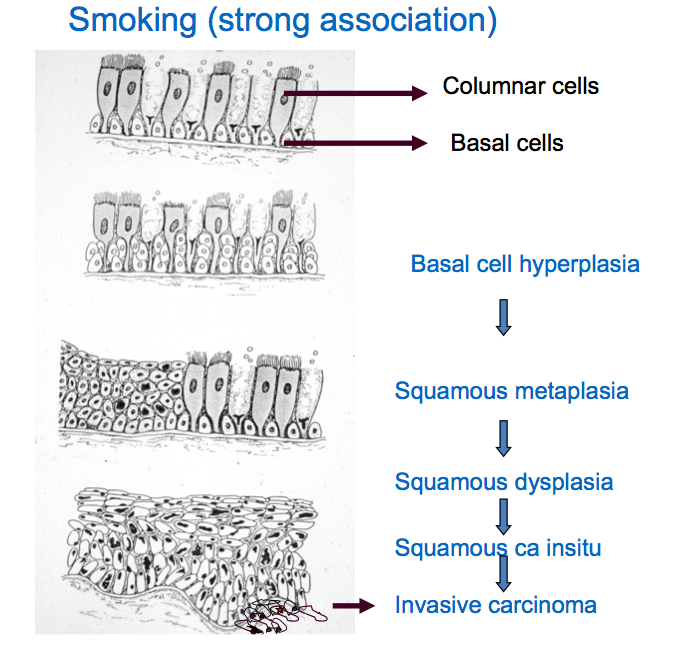 Smoking (strong association)
Columnar cells
Basal cells
Basal cell hyperplasia
Squamous metaplasia
Squamous dysplasia
Squamous ca insitu
Invasive carcinoma